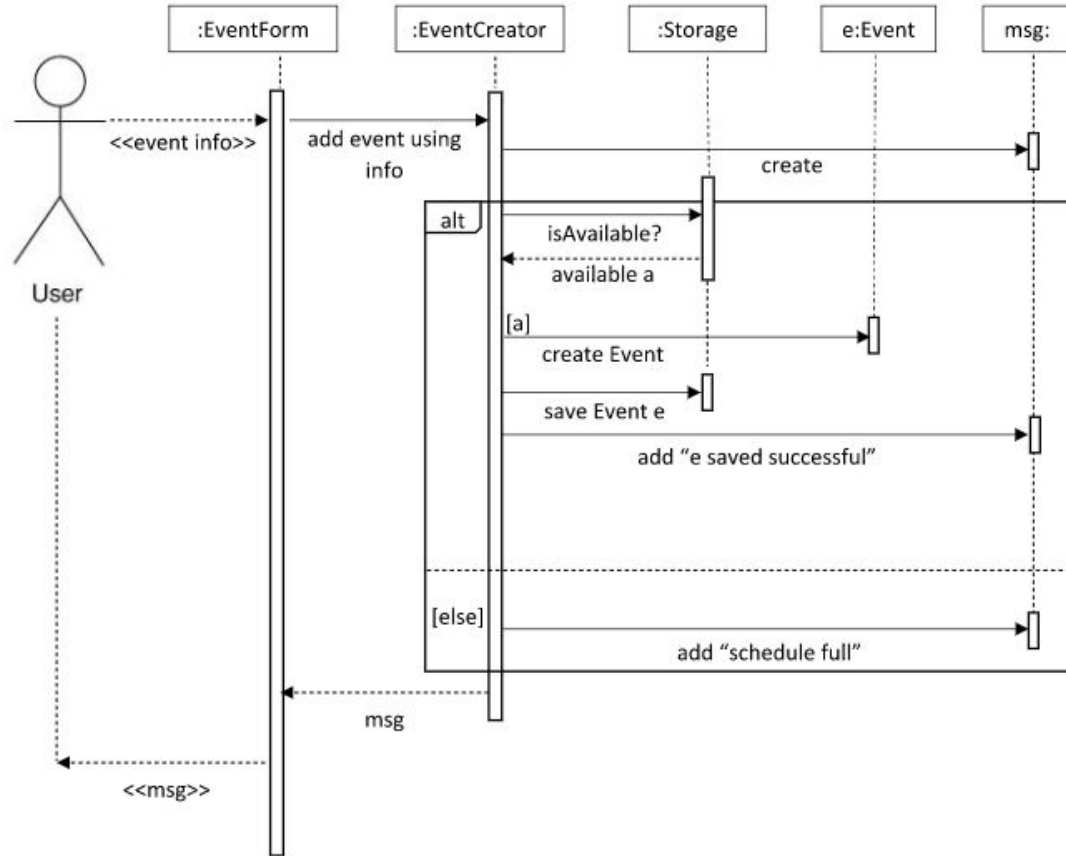 :EventForm
:EventCreator
:Storage
e:Event
msg:
<<event info>>
add event using
info
create
alt
isAvailable?
available a
User
[a]
create Event
save Event e
add “e saved successful”
[else]
add “schedule full”
msg
<<msg>>